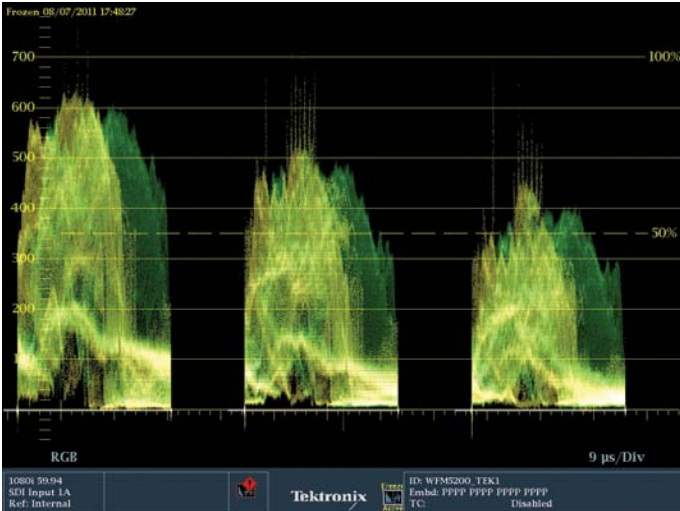 Frozen 08/07/2011 17:48:27
700
100%
600
500
400
50%
300
200
100
RGB
9 µs/Div
1080i 59.94
SDI Input 1A
Ref: Internal
Tektronix
Freeze
Active
ID: WFM5200_TEK1
Embd: PPPP PPPP PPPP PPPP
TC: Disabled